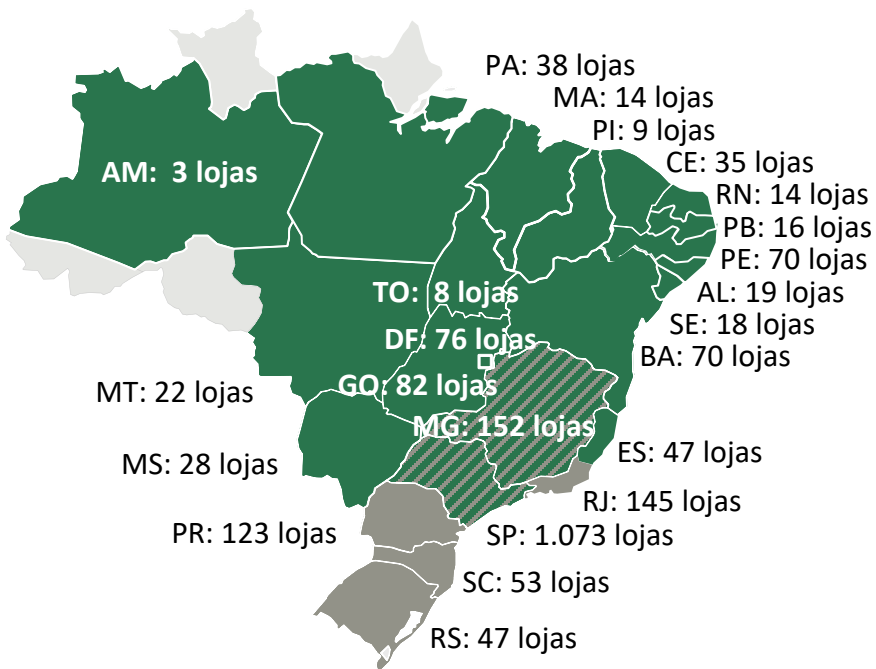 PA: 38 lojas
MA: 14 lojas
PI: 9 lojas
CE: 35 lojas
AM: 3 lojas
RN: 14 lojas
PB: 16 lojas
PE: 70 lojas
TO: 8 lojas
AL: 19 lojas
SE: 18 lojas
DF: 76 lojas
BA: 70 lojas
MT: 22 lojas
GO: 82 lojas
MG: 152 lojas
ES: 47 lojas
MS: 28 lojas
RJ: 145 lojas
PR: 123 lojas
SP: 1.073 lojas
SC: 53 lojas
RS: 47 lojas